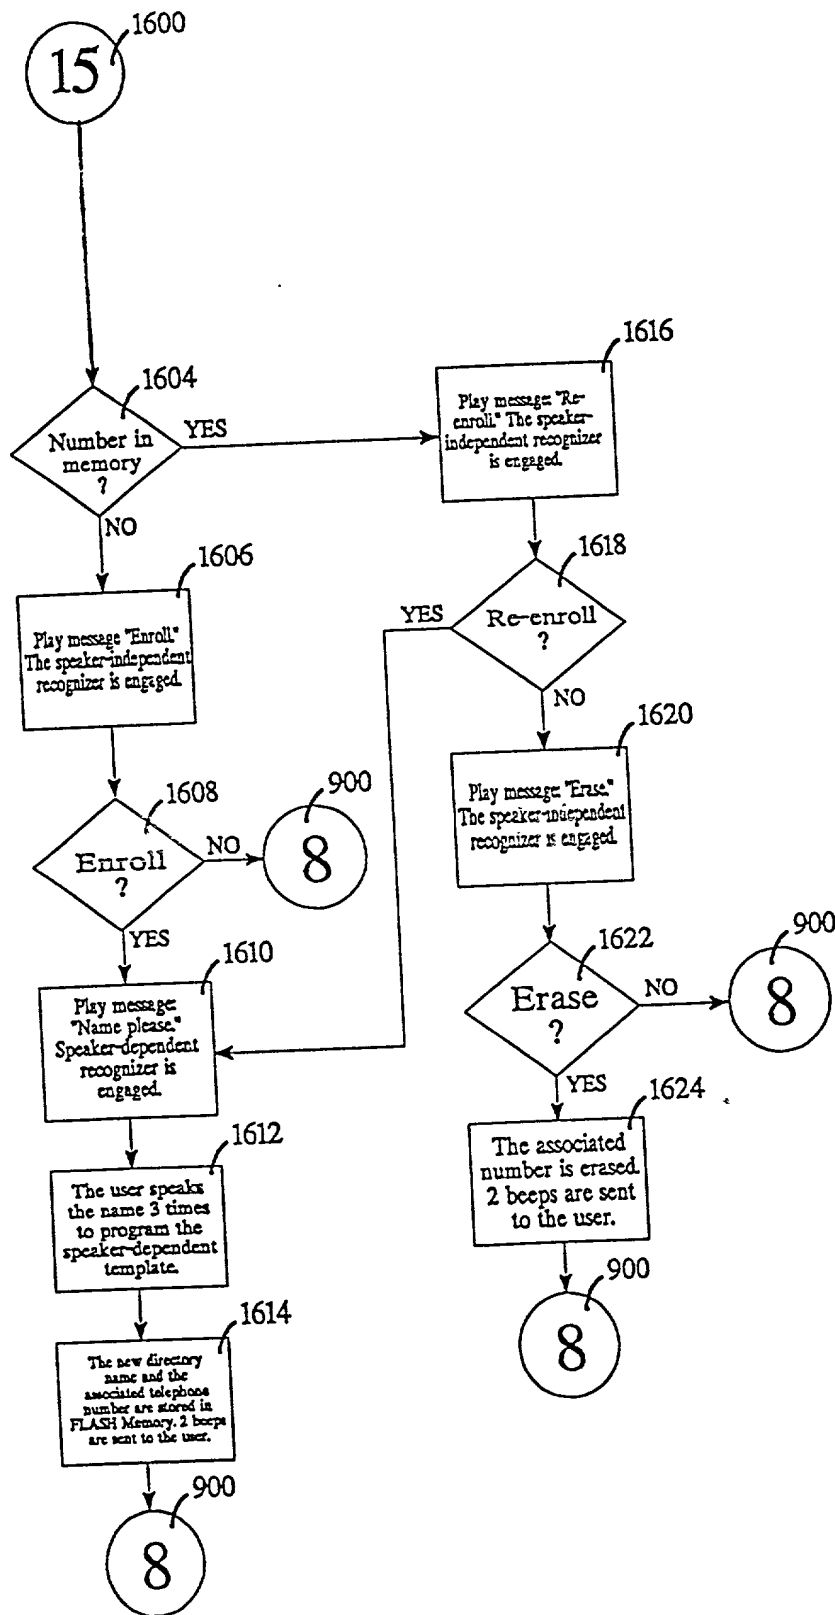 1600
15
1604
Number in
memory
?
YES
NO
1616
Play message: "Re-
enroll." The speaker-
independent recognizer
is engaged.
1606
Play message "Enroll."
The speaker-independent
recognizer is engaged.
1618
Re-enroll
?
YES
NO
1608
Enroll
?
NO
900
8
YES
1620
Play message: "Erase."
The speaker-independent
recognizer is engaged.
1610
Play message:
"Name please."
Speaker-dependent
recognizer is
engaged.
1622
Erase
?
NO
900
8
YES
1612
The user speaks
the name 3 times
to program the
speaker-dependent
template.
1624
The associated
number is erased.
2 beeps are sent
to the user.
900
8
1614
The new directory
name and the
associated telephone
number are stored in
FLASH Memory. 2 beeps
are sent to the user.
900
8